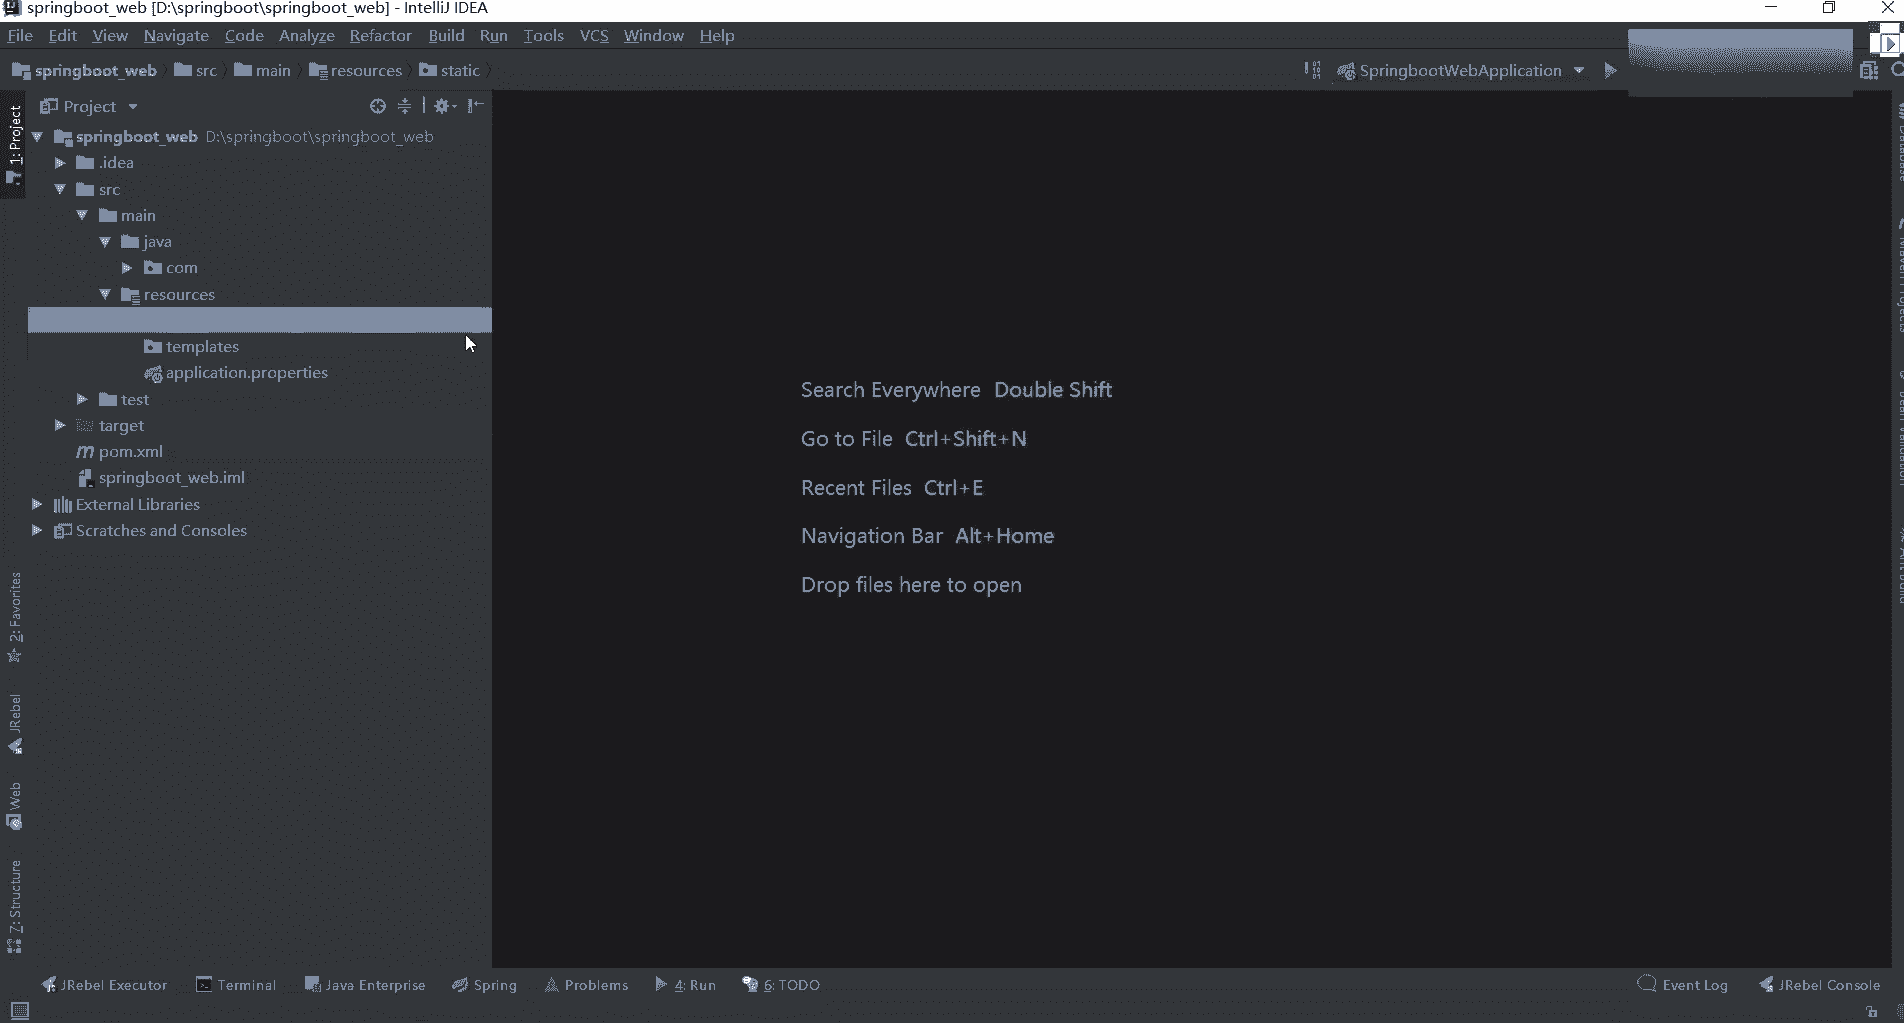 springboot_web [D:\springboot\springboot_web] - IntelliJ IDEA
File Edit View Navigate Code Analyze Refactor Build Run Tools VCS Window Help
springboot_web src main resources static
SpringbootWebApplication
Project
1: Project
springboot_web D:\springboot\springboot_web
.idea
src
main
java
com
resources
templates
application.properties
test
target
pom.xml
springboot_web.iml
External Libraries
Scratches and Consoles
2: Favorites
JRebel
Web
7: Structure
Search Everywhere Double Shift
Go to File Ctrl+Shift+N
Recent Files Ctrl+E
Navigation Bar Alt+Home
Drop files here to open
JRebel Executor Terminal Java Enterprise Spring Problems 4: Run 6: TODO
Event Log JRebel Console